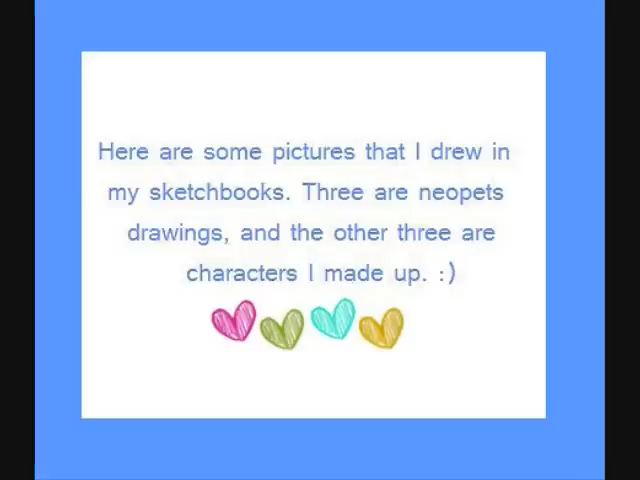 Here are some pictures that I drew in
my sketchbooks. Three are neopets
drawings, and the other three are
characters I made up. :)